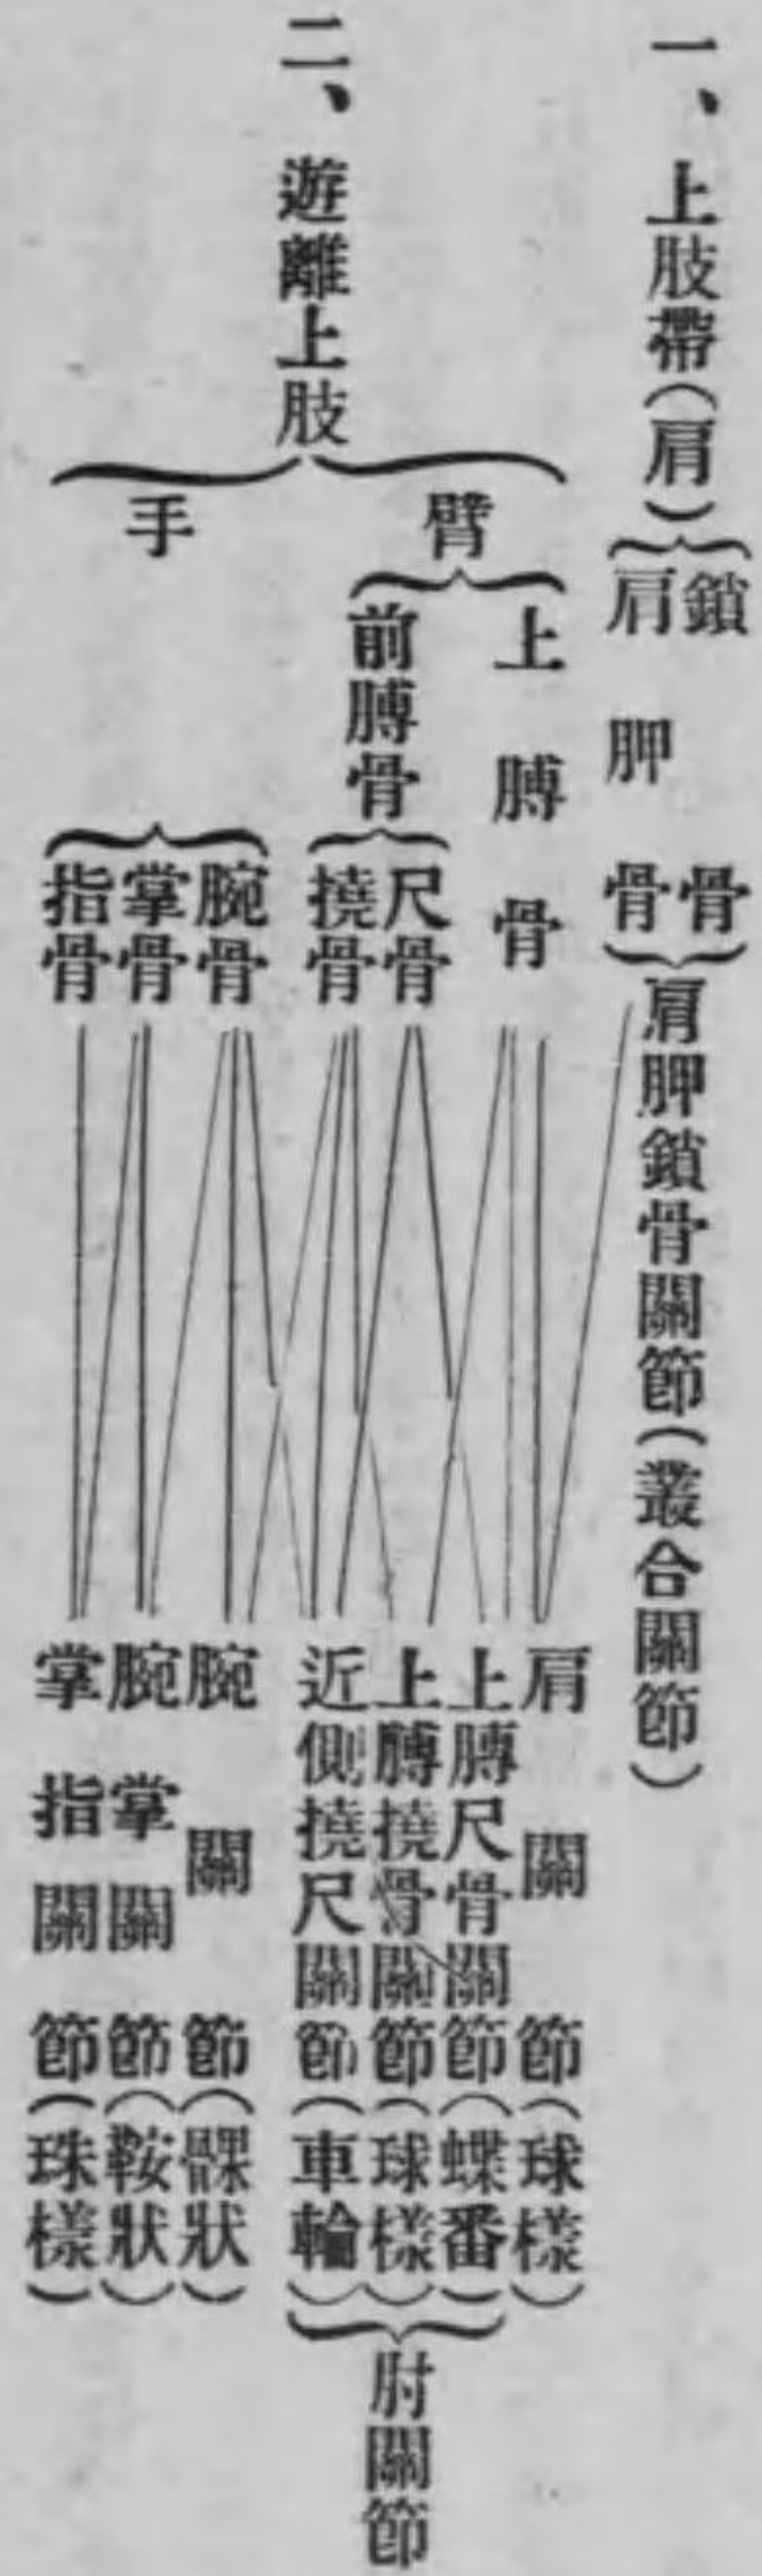 一、上肢帶(肩)
鎖骨
肩胛骨
肩胛鎖骨關節(叢合關節)
二、遊離上肢
臂
上膊骨
前膊骨
尺骨
撓骨
手
腕骨
掌骨
指骨
肩關節(球樣)
上膊尺骨關節(蝶番)
上膊撓骨關節(球樣)
近側撓尺關節(車輪)
肘關節
腕關節(髁狀)
腕掌關節(鞍狀)
掌指關節(珠樣)